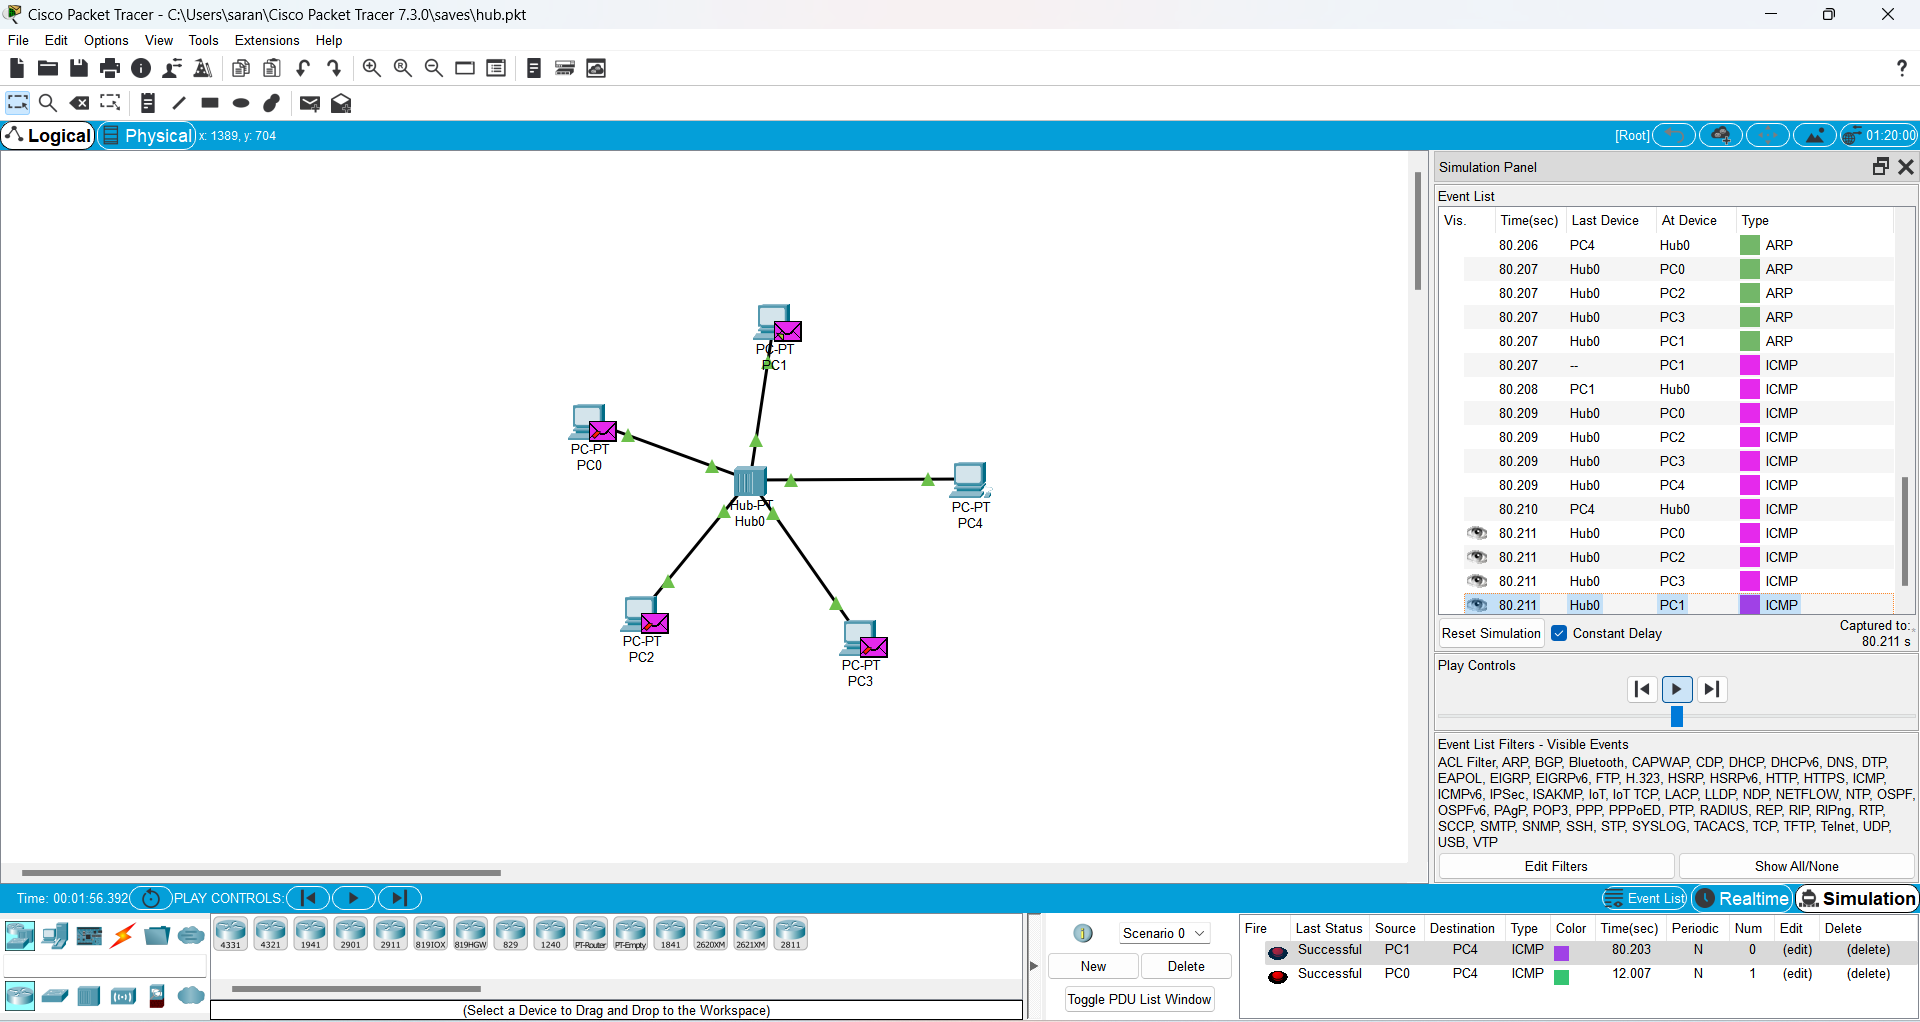 Cisco Packet Tracer - C:\Users\saran\Cisco Packet Tracer 7.3.0\saves\hub.pkt
File Edit Options View Tools Extensions Help
?
Logical Physical x: 1389, y: 704 [Root] 01:20:00
Simulation Panel
Event List
Vis. Time(sec) Last Device At Device Type
80.206 PC4 Hub0 ARP
80.207 Hub0 PC0 ARP
80.207 Hub0 PC2 ARP
80.207 Hub0 PC3 ARP
80.207 Hub0 PC1 ARP
80.207 -- PC1 ICMP
80.208 PC1 Hub0 ICMP
80.209 Hub0 PC0 ICMP
80.209 Hub0 PC2 ICMP
80.209 Hub0 PC3 ICMP
80.209 Hub0 PC4 ICMP
80.210 PC4 Hub0 ICMP
80.211 Hub0 PC0 ICMP
80.211 Hub0 PC2 ICMP
80.211 Hub0 PC3 ICMP
80.211 Hub0 PC1 ICMP
Reset Simulation Constant Delay Captured to:
80.211 s
Play Controls
Event List Filters - Visible Events
ACL Filter, ARP, BGP, Bluetooth, CAPWAP, CDP, DHCP, DHCPv6, DNS, DTP,
EAPOL, EIGRP, EIGRPv6, FTP, H.323, HSRP, HSRPv6, HTTP, HTTPS, ICMP,
ICMPv6, IPSec, ISAKMP, IoT, IoT TCP, LACP, LLDP, NDP, NETFLOW, NTP, OSPF,
OSPFv6, PAgP, POP3, PPP, PPPoED, PTP, RADIUS, REP, RIP, RIPng, RTP,
SCCP, SMTP, SNMP, SSH, STP, SYSLOG, TACACS, TCP, TFTP, Telnet, UDP,
USB, VTP
Edit Filters Show All/None
PC-PT
PC1
PC-PT
PC0
Hub-PT
Hub0
PC-PT
PC4
PC-PT
PC2
PC-PT
PC3
Time: 00:01:56.392 PLAY CONTROLS: Event List Realtime Simulation
4331 4321 1941 2901 2911 819IOX 819HGW 829 1240 PT-Router PT-Empty 1841 2620XM 2621XM 2811
(Select a Device to Drag and Drop to the Workspace)
1 Scenario 0
New Delete
Toggle PDU List Window
Fire Last Status Source Destination Type Color Time(sec) Periodic Num Edit Delete
Successful PC1 PC4 ICMP 80.203 N 0 (edit) (delete)
Successful PC0 PC4 ICMP 12.007 N 1 (edit) (delete)